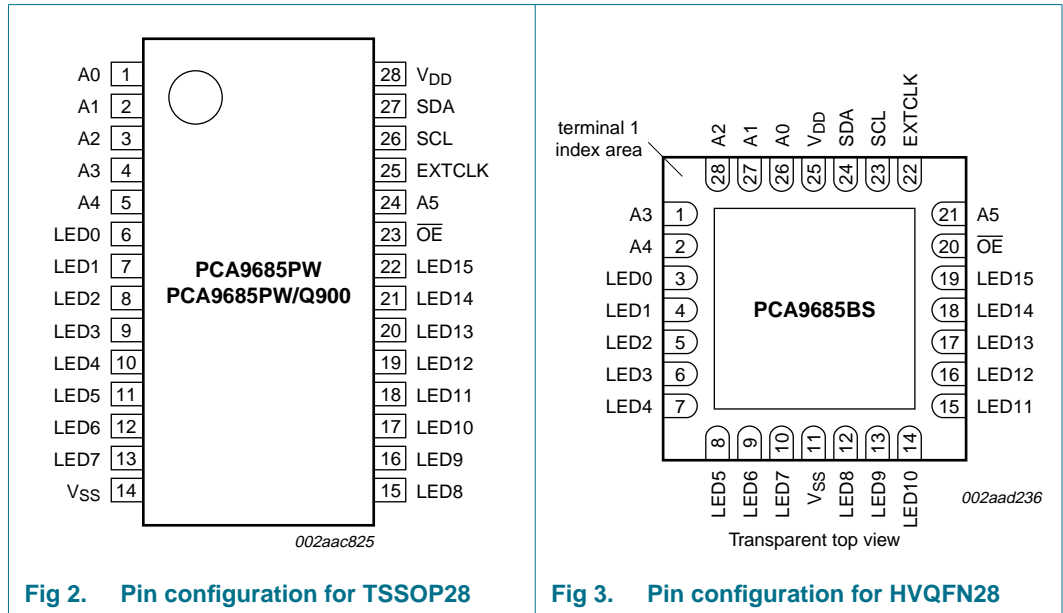 A0 1
A1 2
A2 3
A3 4
A4 5
LED0 6
LED1 7
LED2 8
LED3 9
LED4 10
LED5 11
LED6 12
LED7 13
VSS 14
PCA9685PW
PCA9685PW/Q900
28 VDD
27 SDA
26 SCL
25 EXTCLK
24 A5
23 OE
22 LED15
21 LED14
20 LED13
19 LED12
18 LED11
17 LED10
16 LED9
15 LED8
002aac825
Fig 2. Pin configuration for TSSOP28
terminal 1
index area
A2 A1 A0 VDD SDA SCL EXTCLK
28 27 26 25 24 23 22
A3 1
A4 2
LED0 3
LED1 4
LED2 5
LED3 6
LED4 7
PCA9685BS
21 A5
20 OE
19 LED15
18 LED14
17 LED13
16 LED12
15 LED11
8 9 10 11 12 13 14
LED5 LED6 LED7 VSS LED8 LED9 LED10
002aad236
Transparent top view
Fig 3. Pin configuration for HVQFN28